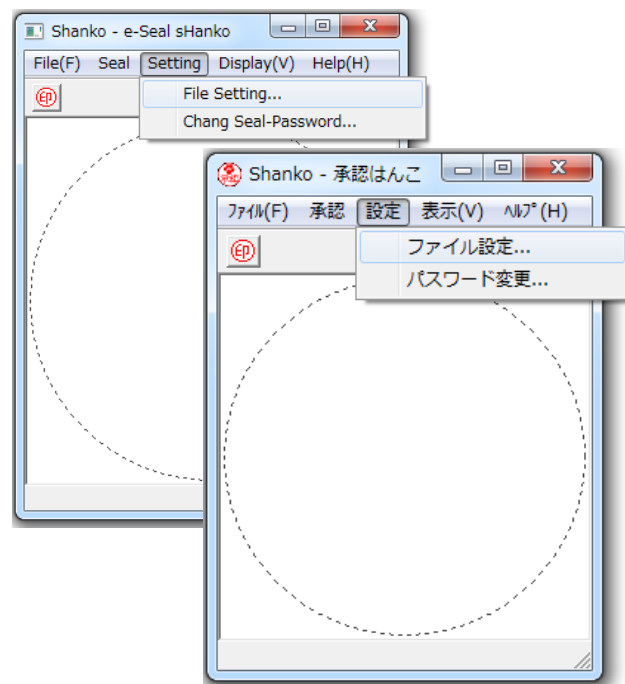 Shanko - e-Seal sHanko
File(F) Seal Setting Display(V) Help(H)
印
File Setting...
Chang Seal-Password...
Shanko - 承認はんこ
ﾌｧｲﾙ(F) 承認 設定 表示(V) ﾍﾙﾌﾟ(H)
印
ファイル設定...
パスワード変更...